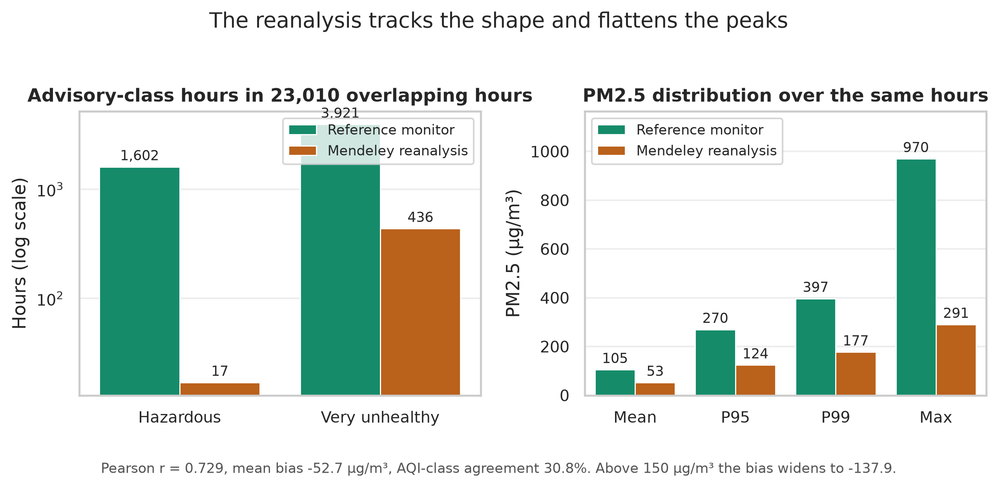 The reanalysis tracks the shape and flattens the peaks
Advisory-class hours in 23,010 overlapping hours
Hours (log scale)
10³
10²
1,602
17
3,921
436
Reference monitor
Mendeley reanalysis
Hazardous
Very unhealthy
PM2.5 distribution over the same hours
PM2.5 (µg/m³)
1000
800
600
400
200
0
Reference monitor
Mendeley reanalysis
105
53
270
124
397
177
970
291
Mean
P95
P99
Max
Pearson r = 0.729, mean bias -52.7 µg/m³, AQI-class agreement 30.8%. Above 150 µg/m³ the bias widens to -137.9.